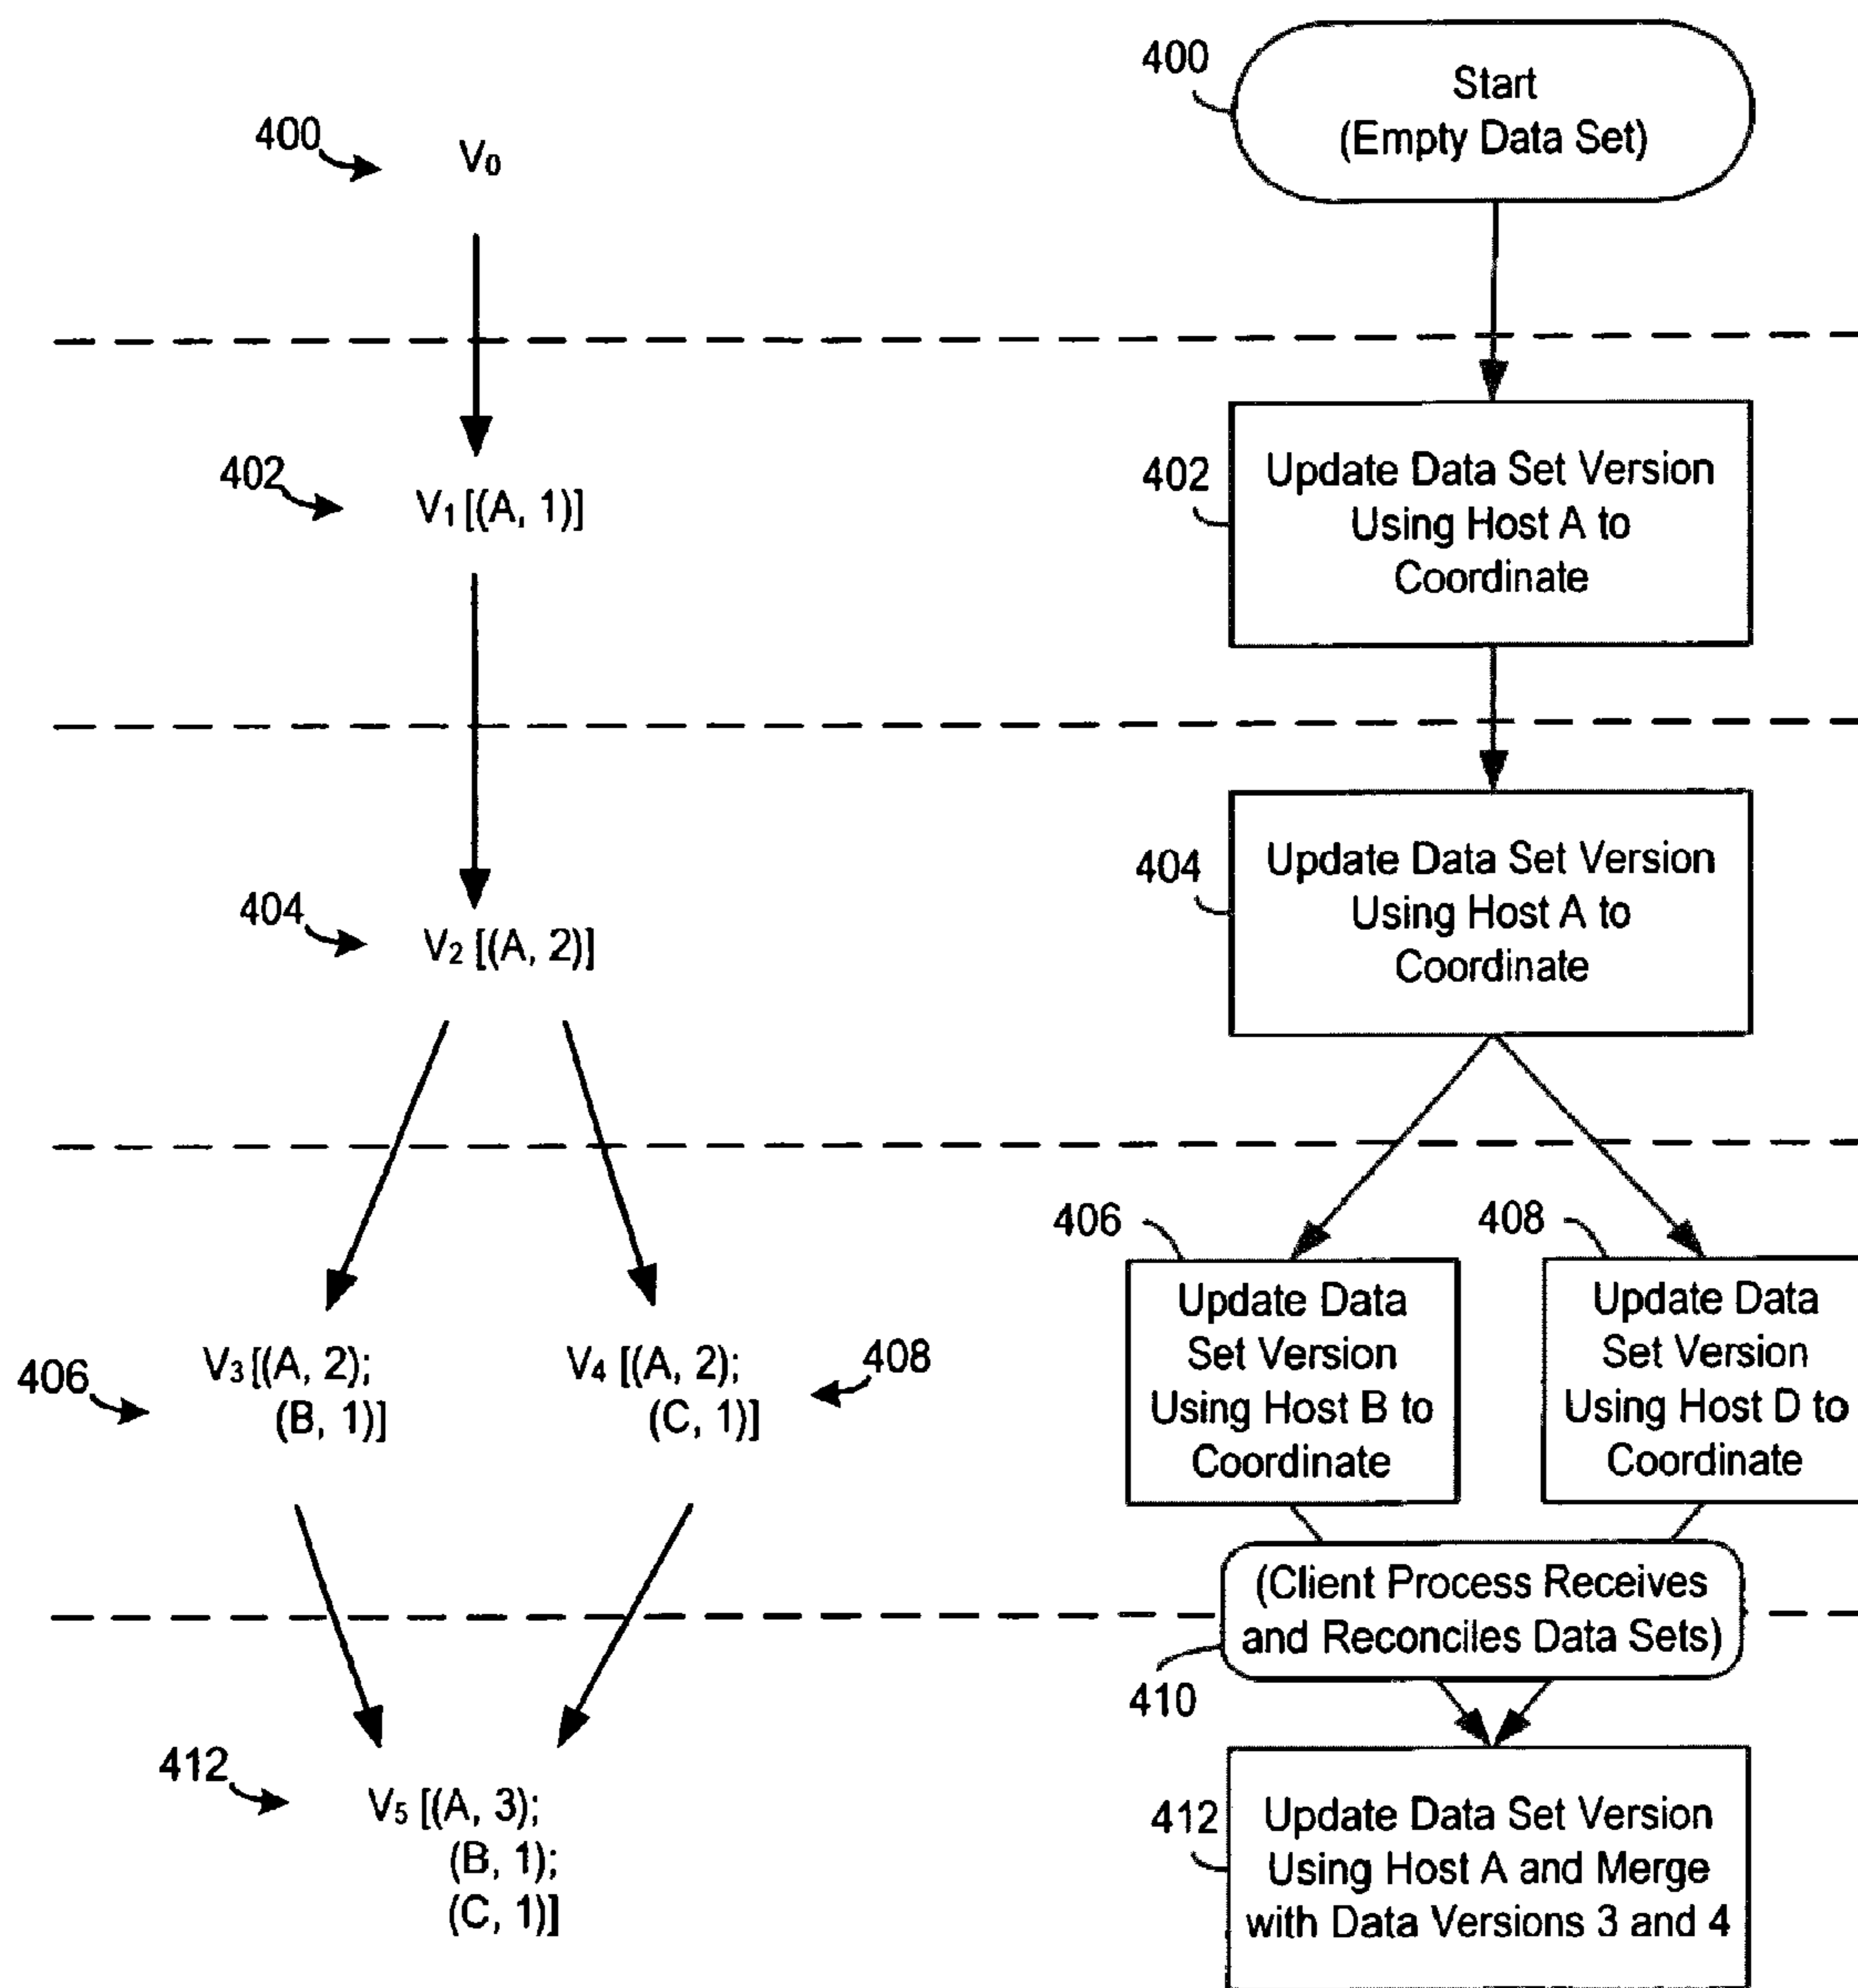 400
Start
(Empty Data Set)
400
V0
402
V1 [(A, 1)]
402
Update Data Set Version
Using Host A to
Coordinate
404
V2 [(A, 2)]
404
Update Data Set Version
Using Host A to
Coordinate
406
V3 [(A, 2);
(B, 1)]
V4 [(A, 2);
(C, 1)]
408
406
Update Data
Set Version
Using Host B to
Coordinate
408
Update Data
Set Version
Using Host D to
Coordinate
(Client Process Receives
and Reconciles Data Sets)
410
412
V5 [(A, 3);
(B, 1);
(C, 1)]
412
Update Data Set Version
Using Host A and Merge
with Data Versions 3 and 4